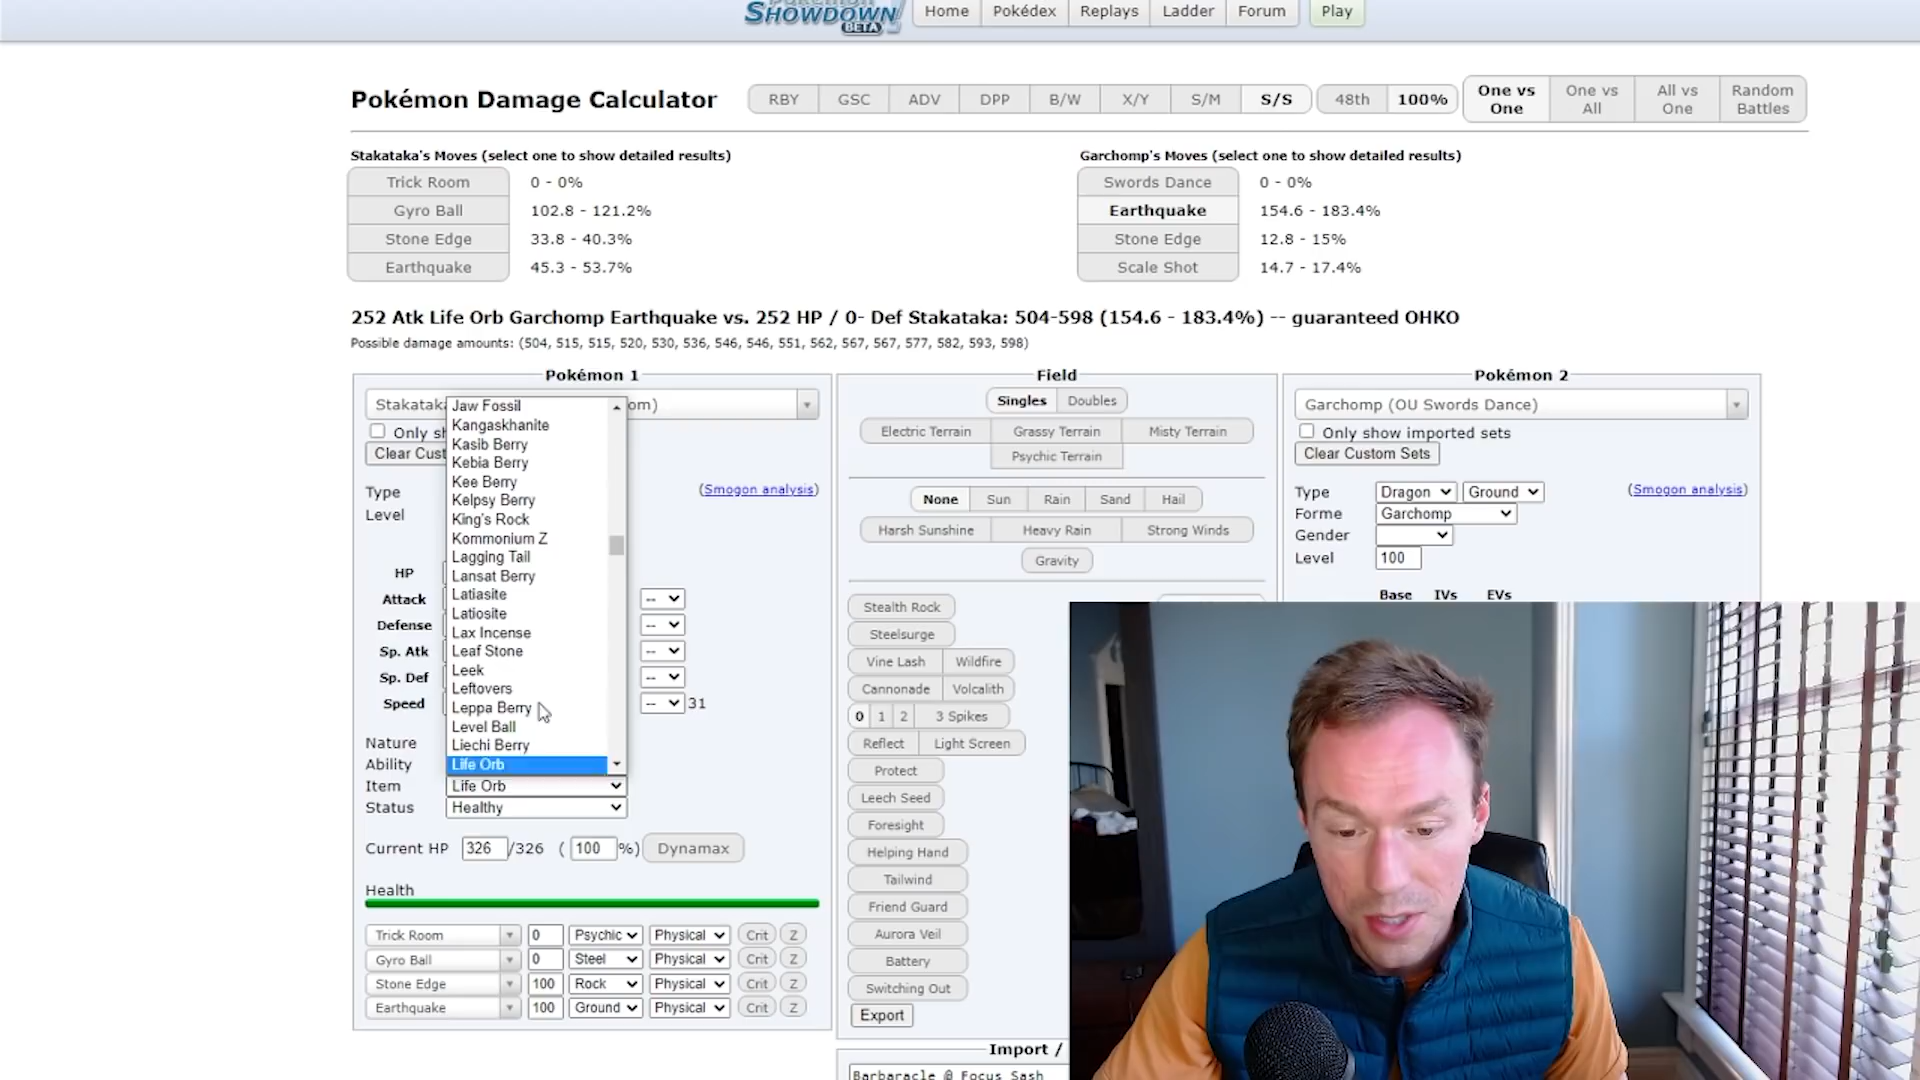 SHOWDOWN
BETA
Home
Pokédex
Replays
Ladder
Forum
Play
Pokémon Damage Calculator
RBY
GSC
ADV
DPP
B/W
X/Y
S/M
S/S
48th
100%
One vs One
One vs All
All vs One
Random Battles
Stakataka's Moves (select one to show detailed results)
Trick Room 0 - 0%
Gyro Ball 102.8 - 121.2%
Stone Edge 33.8 - 40.3%
Earthquake 45.3 - 53.7%
Garchomp's Moves (select one to show detailed results)
Swords Dance 0 - 0%
Earthquake 154.6 - 183.4%
Stone Edge 12.8 - 15%
Scale Shot 14.7 - 17.4%
252 Atk Life Orb Garchomp Earthquake vs. 252 HP / 0- Def Stakataka: 504-598 (154.6 - 183.4%) -- guaranteed OHKO
Possible damage amounts: (504, 515, 515, 520, 530, 536, 546, 546, 551, 562, 567, 567, 577, 582, 593, 598)
Pokémon 1
Stakataka om)
Only sh
Clear Cust
Type
Level
(Smogon analysis)
HP
Attack --
Defense --
Sp. Atk --
Sp. Def --
Speed -- 31
Nature
Ability
Jaw Fossil
Kangaskhanite
Kasib Berry
Kebia Berry
Kee Berry
Kelpsy Berry
King's Rock
Kommonium Z
Lagging Tail
Lansat Berry
Latiasite
Latiosite
Lax Incense
Leaf Stone
Leek
Leftovers
Leppa Berry
Level Ball
Liechi Berry
Life Orb
Item Life Orb
Status Healthy
Current HP 326 /326 ( 100 %) Dynamax
Health
Trick Room 0 Psychic Physical Crit Z
Gyro Ball 0 Steel Physical Crit Z
Stone Edge 100 Rock Physical Crit Z
Earthquake 100 Ground Physical Crit Z
Field
Singles Doubles
Electric Terrain Grassy Terrain Misty Terrain
Psychic Terrain
None Sun Rain Sand Hail
Harsh Sunshine Heavy Rain Strong Winds
Gravity
Stealth Rock
Steelsurge
Vine Lash Wildfire
Cannonade Volcalith
0 1 2 3 Spikes
Reflect Light Screen
Protect
Leech Seed
Foresight
Helping Hand
Tailwind
Friend Guard
Aurora Veil
Battery
Switching Out
Export
Import /
Barbaracle @ Focus Sash
Pokémon 2
Garchomp (OU Swords Dance)
Only show imported sets
Clear Custom Sets
Type Dragon Ground (Smogon analysis)
Forme Garchomp
Gender
Level 100
Base IVs EVs